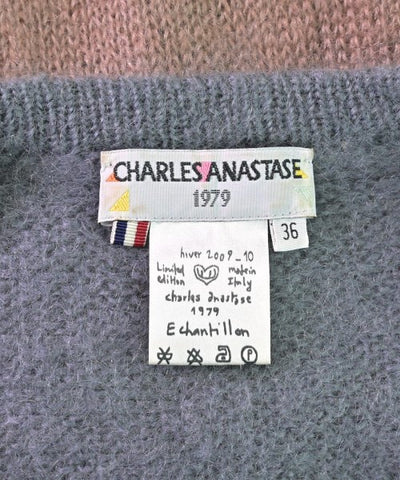 CHARLES ANASTASE
1979
36
hiver 2009_10
Limited edition
made in Italy
charles anastase
1979
Echantillon
P